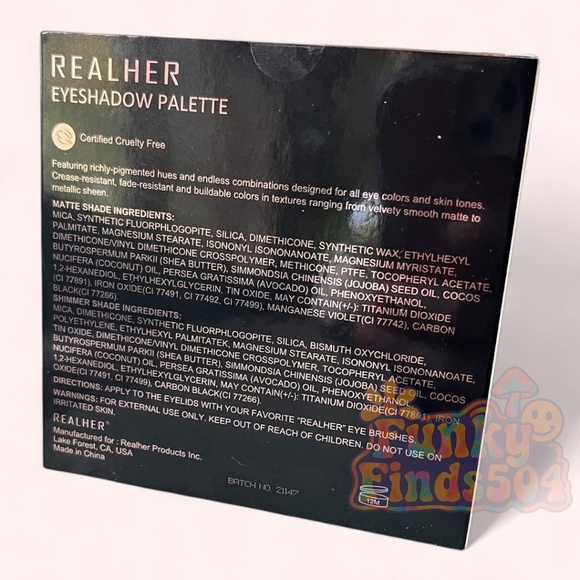 REALHER
EYESHADOW PALETTE
Certified Cruelty Free
Featuring richly-pigmented hues and endless combinations designed for all eye colors and skin tones.
Crease-resistant, fade-resistant and buildable colors in textures ranging from velvety smooth matte to
metallic sheen.
MATTE SHADE INGREDIENTS:
MICA, SYNTHETIC FLUORPHLOGOPITE, SILICA, DIMETHICONE, SYNTHETIC WAX, ETHYLHEXYL
PALMITATE, MAGNESIUM STEARATE, ISONONYL ISONONANOATE, MAGNESIUM MYRISTATE,
DIMETHICONE/VINYL DIMETHICONE CROSSPOLYMER, METHICONE, PTFE, TOCOPHERYL ACETATE,
BUTYROSPERMUM PARKII (SHEA BUTTER), SIMMONDSIA CHINENSIS (JOJOBA) SEED OIL, COCOS
NUCIFERA (COCONUT) OIL, PERSEA GRATISSIMA (AVOCADO) OIL, PHENOXYETHANOL,
1,2-HEXANEDIOL, ETHYLHEXYLGLYCERIN, TIN OXIDE, MAY CONTAIN(+/-): TITANIUM DIOXIDE
(CI 77891), IRON OXIDE(CI 77491, CI 77492, CI 77499), MANGANESE VIOLET(CI 77742), CARBON
BLACK(CI 77266).
SHIMMER SHADE INGREDIENTS:
MICA, DIMETHICONE, SYNTHETIC FLUORPHLOGOPITE, SILICA, BISMUTH OXYCHLORIDE,
POLYETHYLENE, ETHYLHEXYL PALMITATEK, MAGNESIUM STEARATE, ISONONYL ISONONANOATE,
TIN OXIDE, DIMETHICONE/VINYL DIMETHICONE CROSSPOLYMER, TOCOPHERYL ACETATE,
BUTYROSPERMUM PARKII (SHEA BUTTER), SIMMONDSIA CHINENSIS (JOJOBA) SEED OIL, COCOS
NUCIFERA (COCONUT) OIL, PERSEA GRATISSIMA (AVOCADO) OIL, PHENOXYETHANOL,
1,2-HEXANEDIOL, ETHYLHEXYLGLYCERIN, MAY CONTAIN(+/-): TITANIUM DIOXIDE(CI 77891), IRON
OXIDE(CI 77491, CI 77499), CARBON BLACK(CI 77266).
DIRECTIONS: APPLY TO THE EYELIDS WITH YOUR FAVORITE "REALHER" EYE BRUSHES.
WARNINGS: FOR EXTERNAL USE ONLY. KEEP OUT OF REACH OF CHILDREN. DO NOT USE ON
IRRITATED SKIN.
REALHER®
Manufactured for : Realher Products Inc.
Lake Forest, CA, USA
Made in China
BATCH NO. 21147
12M
Funky
Finds504